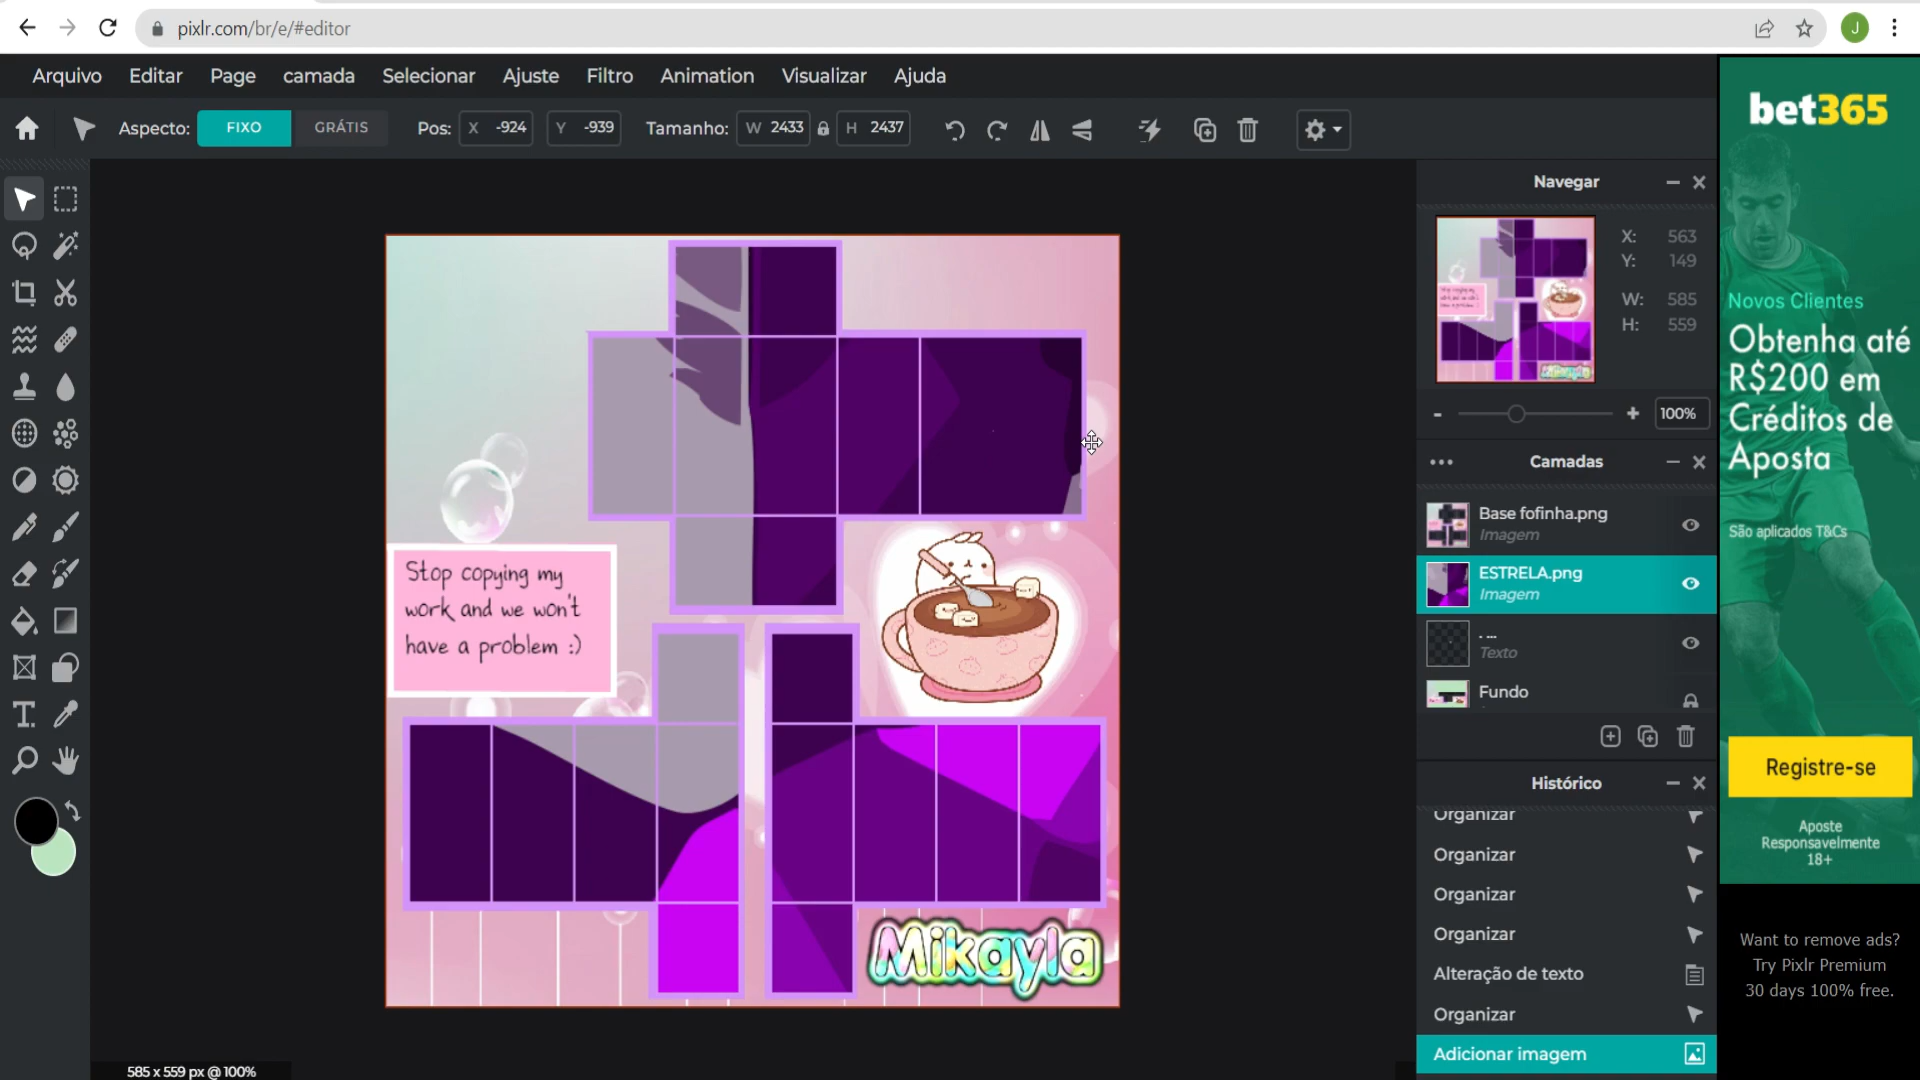 pixlr.com/br/e/#editor
J
Arquivo Editar Page camada Selecionar Ajuste Filtro Animation Visualizar Ajuda
Aspecto: FIXO GRÁTIS Pos: X -924 Y -939 Tamanho: W 2433 H 2437
Navegar
X: 563
Y: 149
W: 585
H: 559
100%
Camadas
Base fofinha.png
Imagem
ESTRELA.png
Imagem
. ...
Texto
Fundo
Histórico
Organizar
Organizar
Organizar
Organizar
Alteração de texto
Organizar
Adicionar imagem
Stop copying my
work and we won't
have a problem :)
Mikayla
585 x 559 px @ 100%
bet365
Novos Clientes
Obtenha até
R$200 em
Créditos de
Aposta
São aplicados T&Cs
Registre-se
Aposte
Responsavelmente
18+
Want to remove ads?
Try Pixlr Premium
30 days 100% free.